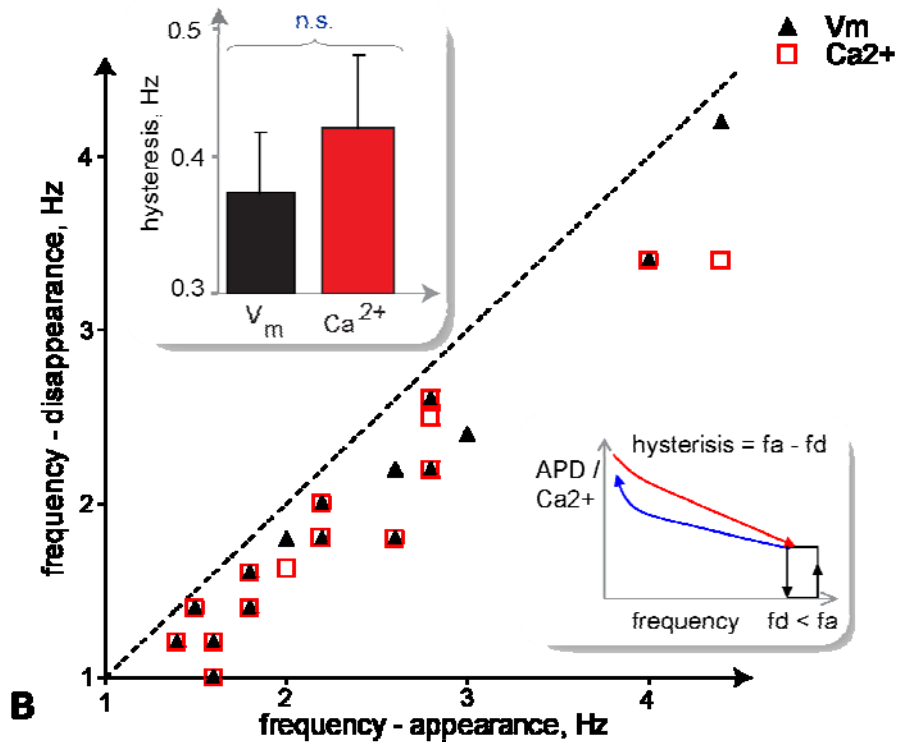 Vm
Ca2+
0.5
n.s.
0.4
0.3
hysteresis, Hz
Vm
Ca2+
4
3
2
1
frequency - disappearance, Hz
hysterisis = fa - fd
APD /
Ca2+
frequency
fd < fa
1
2
3
4
B
frequency - appearance, Hz